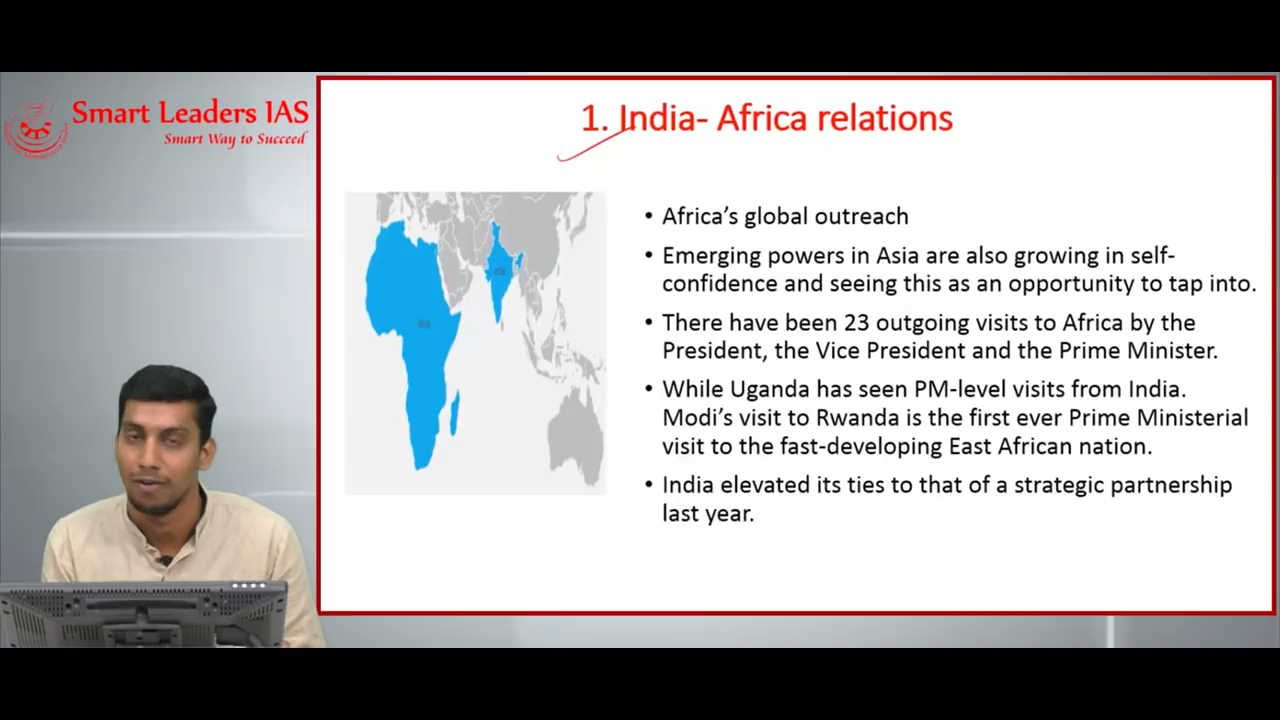 Smart Leaders IAS
Smart Way to Succeed
1. India- Africa relations
• Africa’s global outreach
• Emerging powers in Asia are also growing in self-
confidence and seeing this as an opportunity to tap into.
• There have been 23 outgoing visits to Africa by the
President, the Vice President and the Prime Minister.
• While Uganda has seen PM-level visits from India.
Modi’s visit to Rwanda is the first ever Prime Ministerial
visit to the fast-developing East African nation.
• India elevated its ties to that of a strategic partnership
last year.